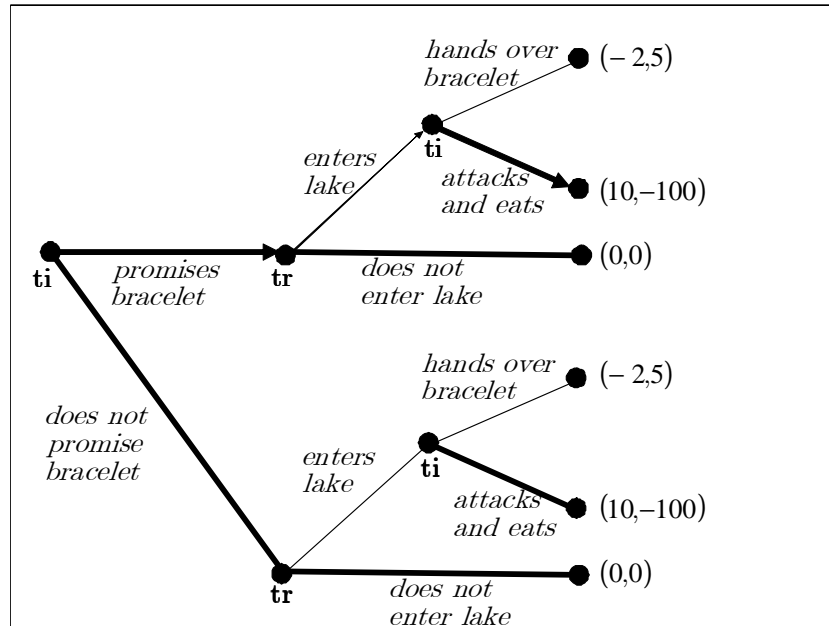 hands over
bracelet
(– 2,5)
ti
enters
lake
attacks
and eats
(10,–100)
(0,0)
ti
promises
bracelet
tr
does not
enter lake
hands over
bracelet
(– 2,5)
does not
promise
bracelet
enters
lake
ti
attacks
and eats
(10,–100)
(0,0)
tr
does not
enter lake